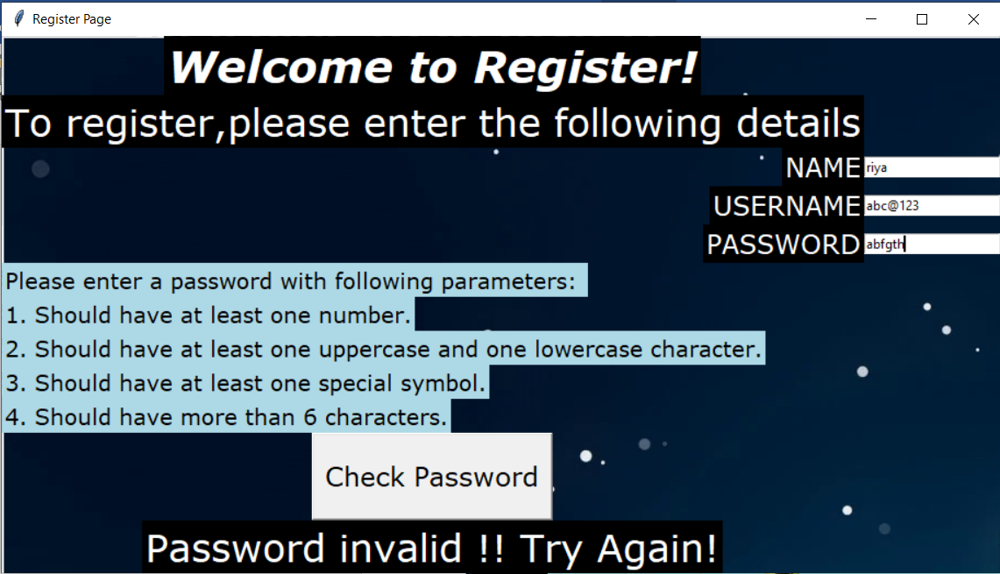 Register Page
Welcome to Register!
To register,please enter the following details
NAME riya
USERNAME abc@123
PASSWORD abfgth
Please enter a password with following parameters:
1. Should have at least one number.
2. Should have at least one uppercase and one lowercase character.
3. Should have at least one special symbol.
4. Should have more than 6 characters.
Check Password
Password invalid !! Try Again!